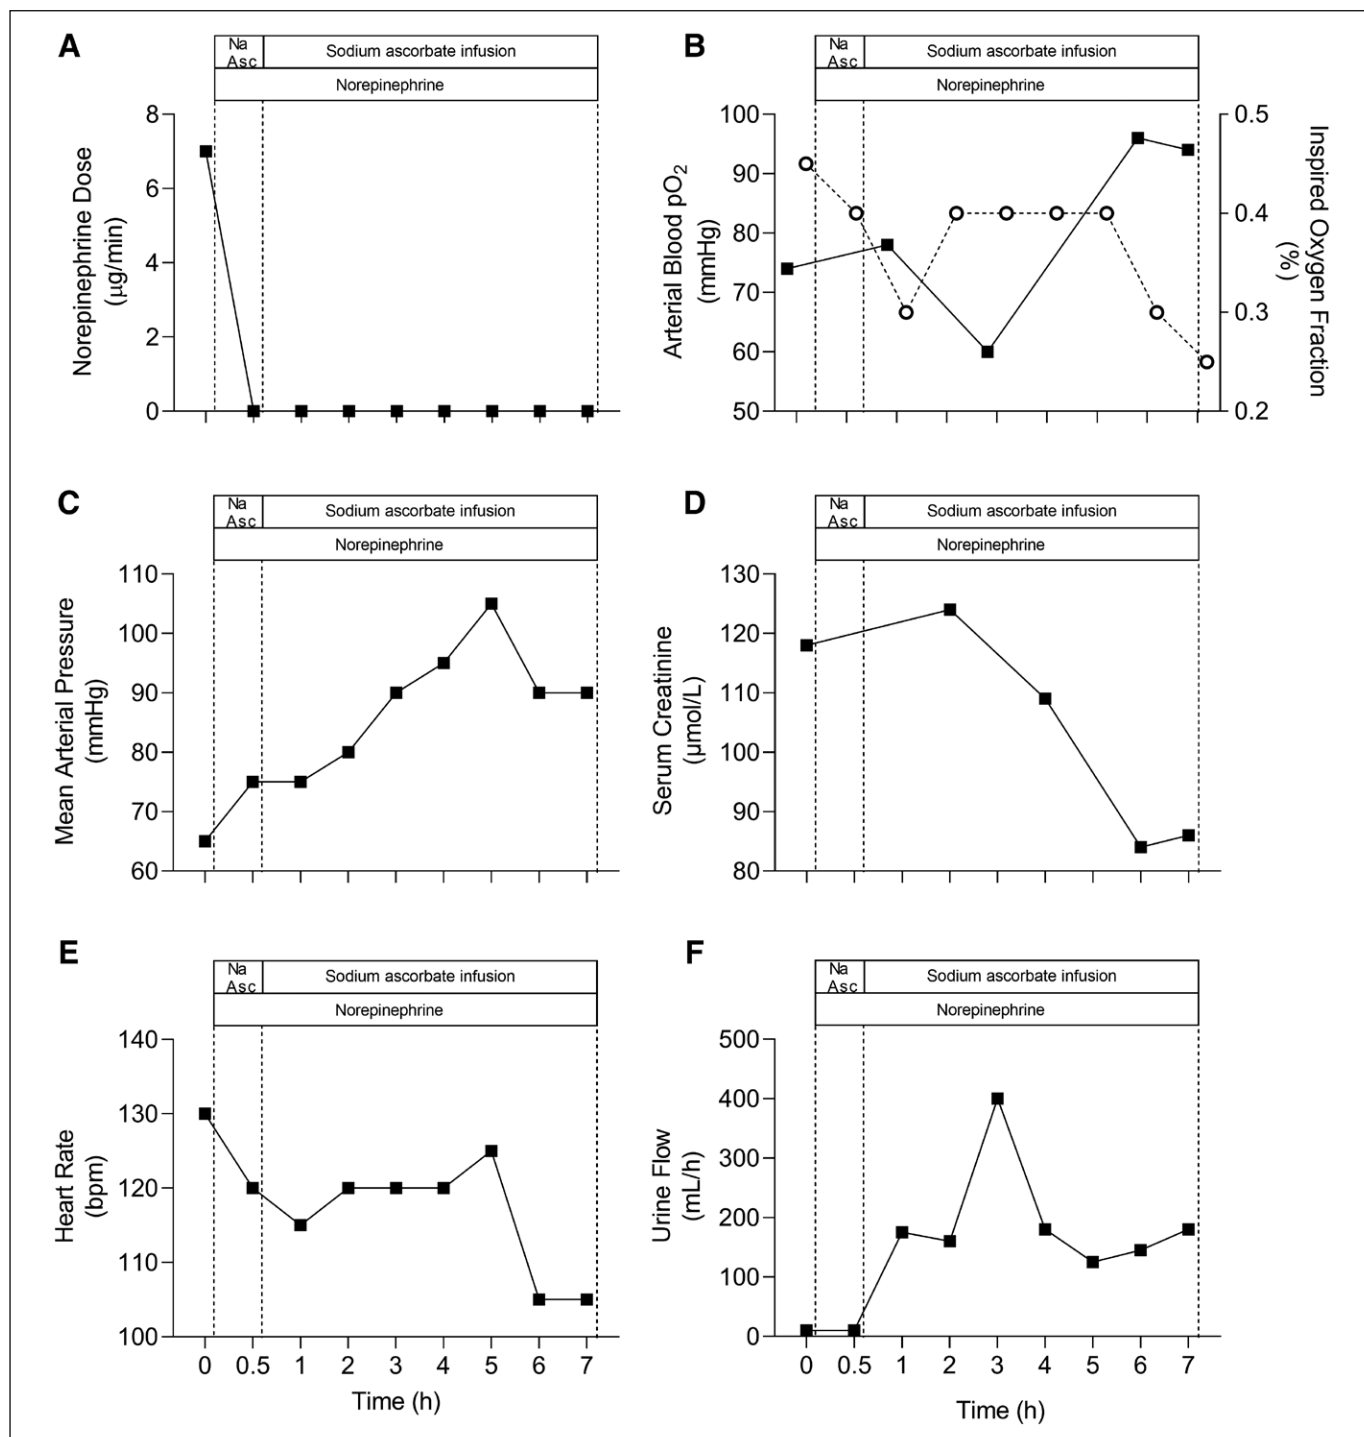 A
Na
Asc
Sodium ascorbate infusion
Norepinephrine
8
6
4
2
0
Norepinephrine Dose
(µg/min)
B
Na
Asc
Sodium ascorbate infusion
Norepinephrine
100
90
80
70
60
50
Arterial Blood pO2
(mmHg)
0.5
0.4
0.3
0.2
Inspired Oxygen Fraction
(%)
C
Na
Asc
Sodium ascorbate infusion
Norepinephrine
110
100
90
80
70
60
Mean Arterial Pressure
(mmHg)
D
Na
Asc
Sodium ascorbate infusion
Norepinephrine
130
120
110
100
90
80
Serum Creatinine
(µmol/L)
E
Na
Asc
Sodium ascorbate infusion
Norepinephrine
140
130
120
110
100
Heart Rate
(bpm)
0 0.5 1 2 3 4 5 6 7
Time (h)
F
Na
Asc
Sodium ascorbate infusion
Norepinephrine
500
400
300
200
100
0
Urine Flow
(mL/h)
0 0.5 1 2 3 4 5 6 7
Time (h)